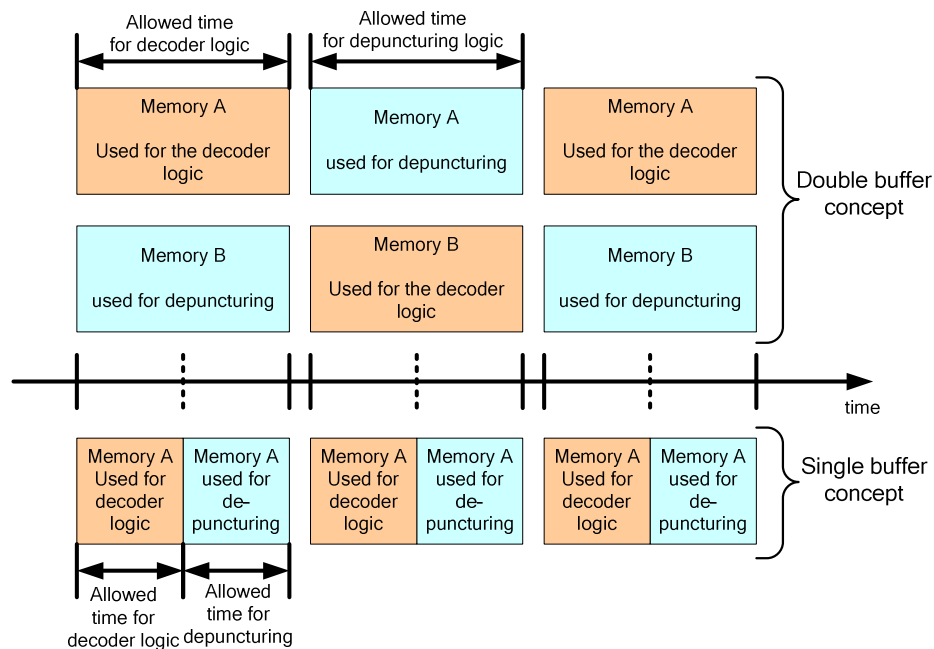 Allowed time
for decoder logic
Allowed time
for depuncturing logic
Memory A
Used for the decoder
logic
Memory A
used for depuncturing
Memory A
Used for the decoder
logic
Double buffer
concept
Memory B
used for depuncturing
Memory B
Used for the decoder
logic
Memory B
used for depuncturing
time
Memory A
Used for
decoder
logic
Memory A
used for
de-
puncturing
Memory A
Used for
decoder
logic
Memory A
used for
de-
puncturing
Memory A
Used for
decoder
logic
Memory A
used for
de-
puncturing
Single buffer
concept
Allowed
time for
decoder logic
Allowed
time for
depuncturing